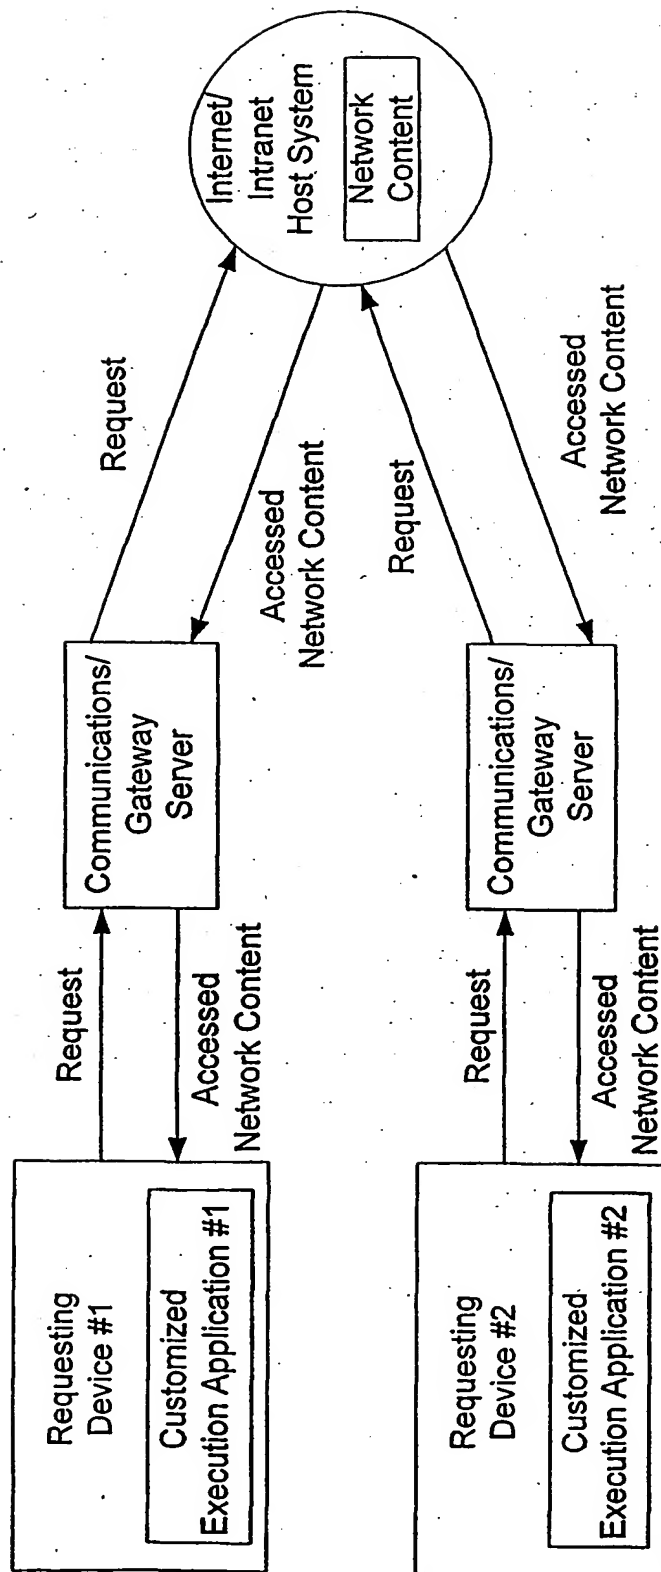 Requesting
Device #1
Customized
Execution Application #1
Request
Accessed
Network Content
Communications/
Gateway
Server
Request
Accessed
Network Content
Internet/
Intranet
Host System
Network
Content
Requesting
Device #2
Customized
Execution Application #2
Request
Accessed
Network Content
Communications/
Gateway
Server
Request
Accessed
Network Content